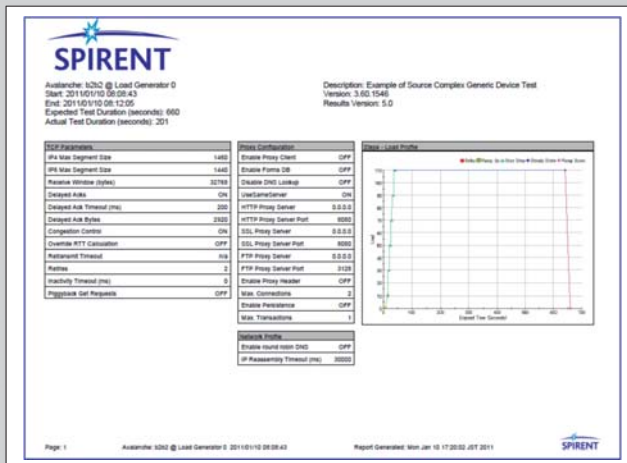 SPIRENT
Avalanche: b2b2 @ Load Generator 0
Start: 2011/01/10 08:08:43
End: 2011/01/10 08:12:05
Expected Test Duration (seconds): 660
Actual Test Duration (seconds): 201
Description: Example of Source Complex Generic Device Test
Version: 3.60.1546
Results Version: 5.0
TCP Parameters
IP4 Max Segment Size 1460
IP6 Max Segment Size 1440
Receive Window (bytes) 32768
Delayed Acks ON
Delayed Ack Timeout (ms) 200
Delayed Ack Bytes 2920
Congestion Control ON
Override RTT Calculation OFF
Retransmit Timeout n/a
Retries 2
Inactivity Timeout (ms) 0
Piggyback Get Requests OFF
Proxy Configuration
Enable Proxy Client OFF
Enable Forms DB OFF
Disable DNS Lookup OFF
UseSameServer ON
HTTP Proxy Server 0.0.0.0
HTTP Proxy Server Port 8080
SSL Proxy Server 0.0.0.0
SSL Proxy Server Port 8080
FTP Proxy Server 0.0.0.0
FTP Proxy Server Port 3128
Enable Proxy Header OFF
Max. Connections 2
Enable Persistence OFF
Max. Transactions 1
Network Profile
Enable round robin DNS OFF
IP Reassembly Timeout (ms) 30000
Steps - Load Profile
Load
Elapsed Time (Seconds)
Page: 1
Avalanche: b2b2 @ Load Generator 0 2011/01/10 08:08:43
Report Generated: Mon Jan 10 17:20:02 JST 2011
SPIRENT